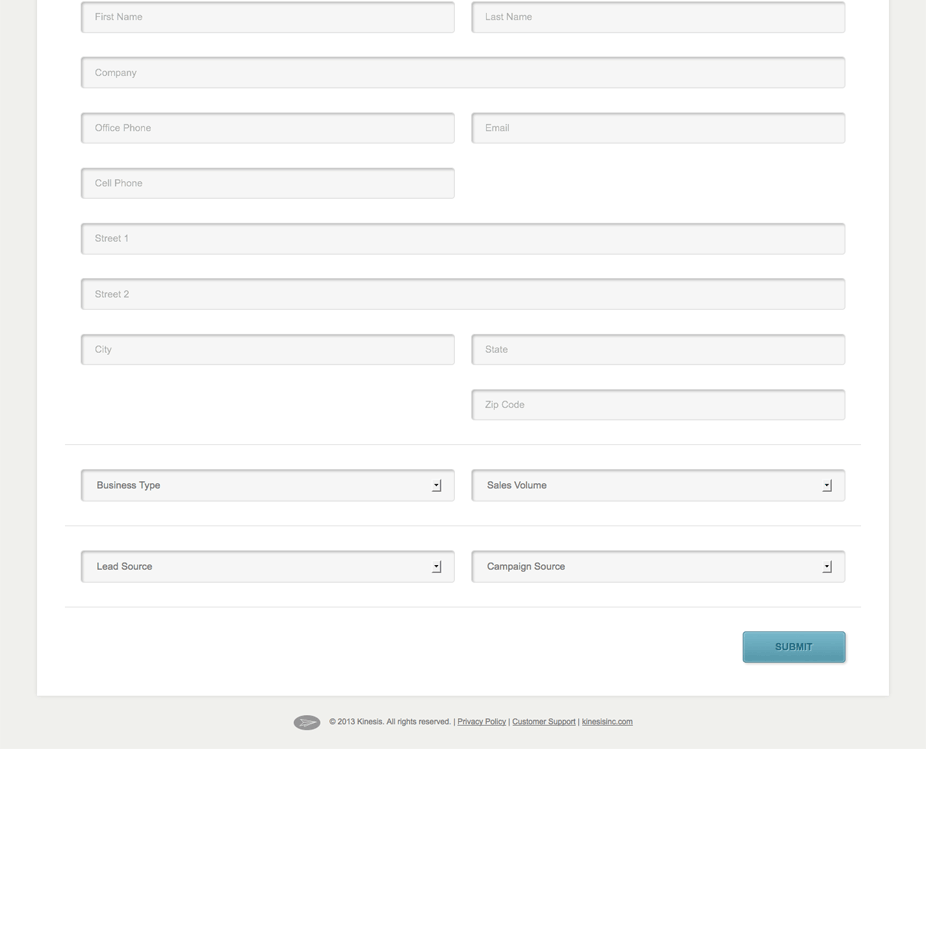 First Name Last Name
Company
Office Phone Email
Cell Phone
Street 1
Street 2
City State
Zip Code
Business Type Sales Volume
Lead Source Campaign Source
SUBMIT
© 2013 Kinesis. All rights reserved. | Privacy Policy | Customer Support | kinesisinc.com